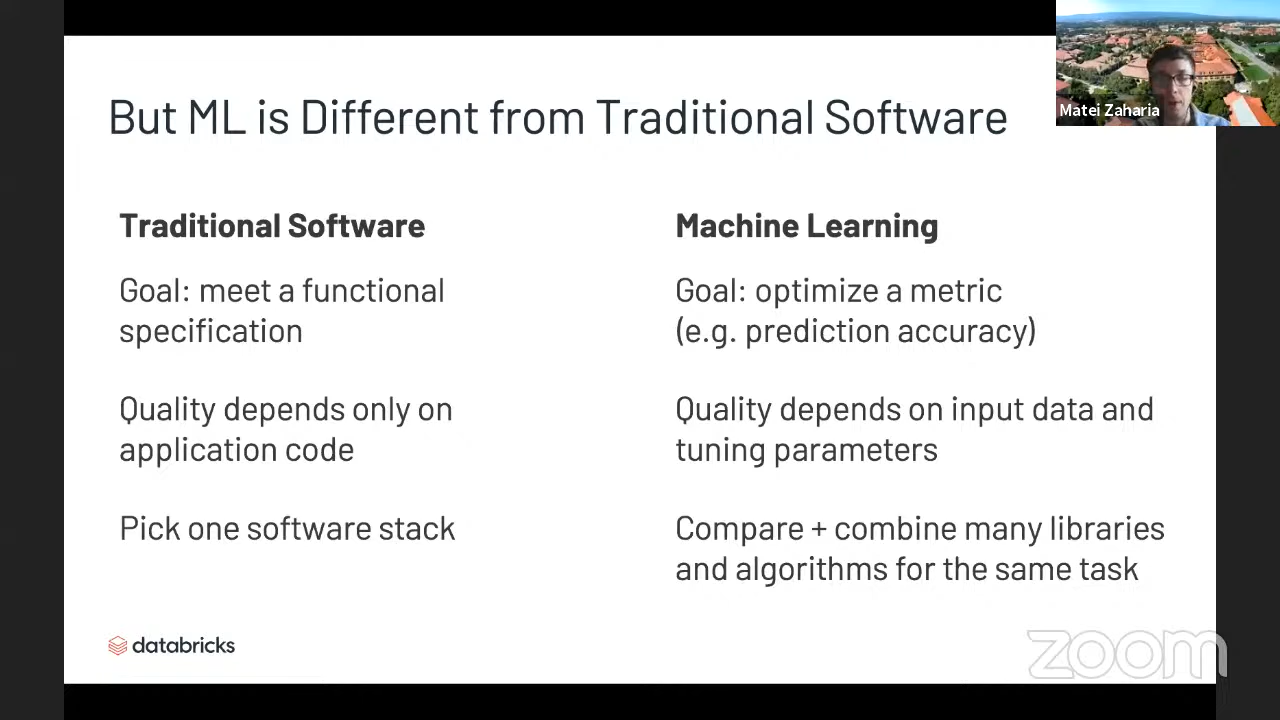 But ML is Different from Traditional Software
Matei Zaharia
Traditional Software
Goal: meet a functional
specification
Quality depends only on
application code
Pick one software stack
Machine Learning
Goal: optimize a metric
(e.g. prediction accuracy)
Quality depends on input data and
tuning parameters
Compare + combine many libraries
and algorithms for the same task
databricks
zoom